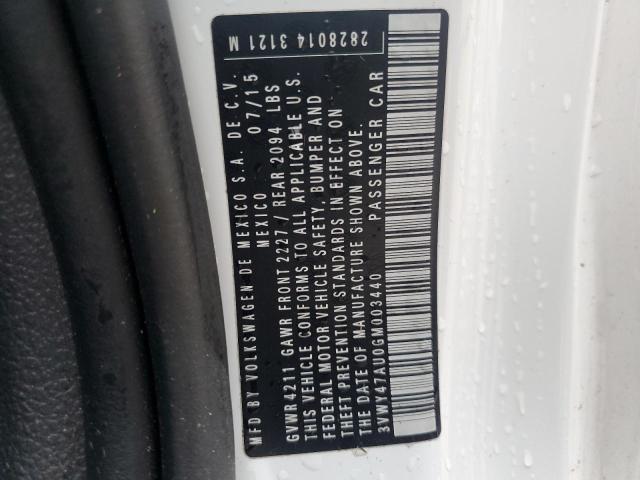 2828014 3121 M
MFD BY VOLKSWAGEN DE MEXICO S.A. DE C.V.
MEXICO 07/15
GVWR 4211 GAWR FRONT 2227/ REAR 2094 LBS
THIS VEHICLE CONFORMS TO ALL APPLICABLE U.S.
FEDERAL MOTOR VEHICLE SAFETY, BUMPER AND
THEFT PREVENTION STANDARDS IN EFFECT ON
THE DATE OF MANUFACTURE SHOWN ABOVE.
3VWY47AU0GM003440 PASSENGER CAR